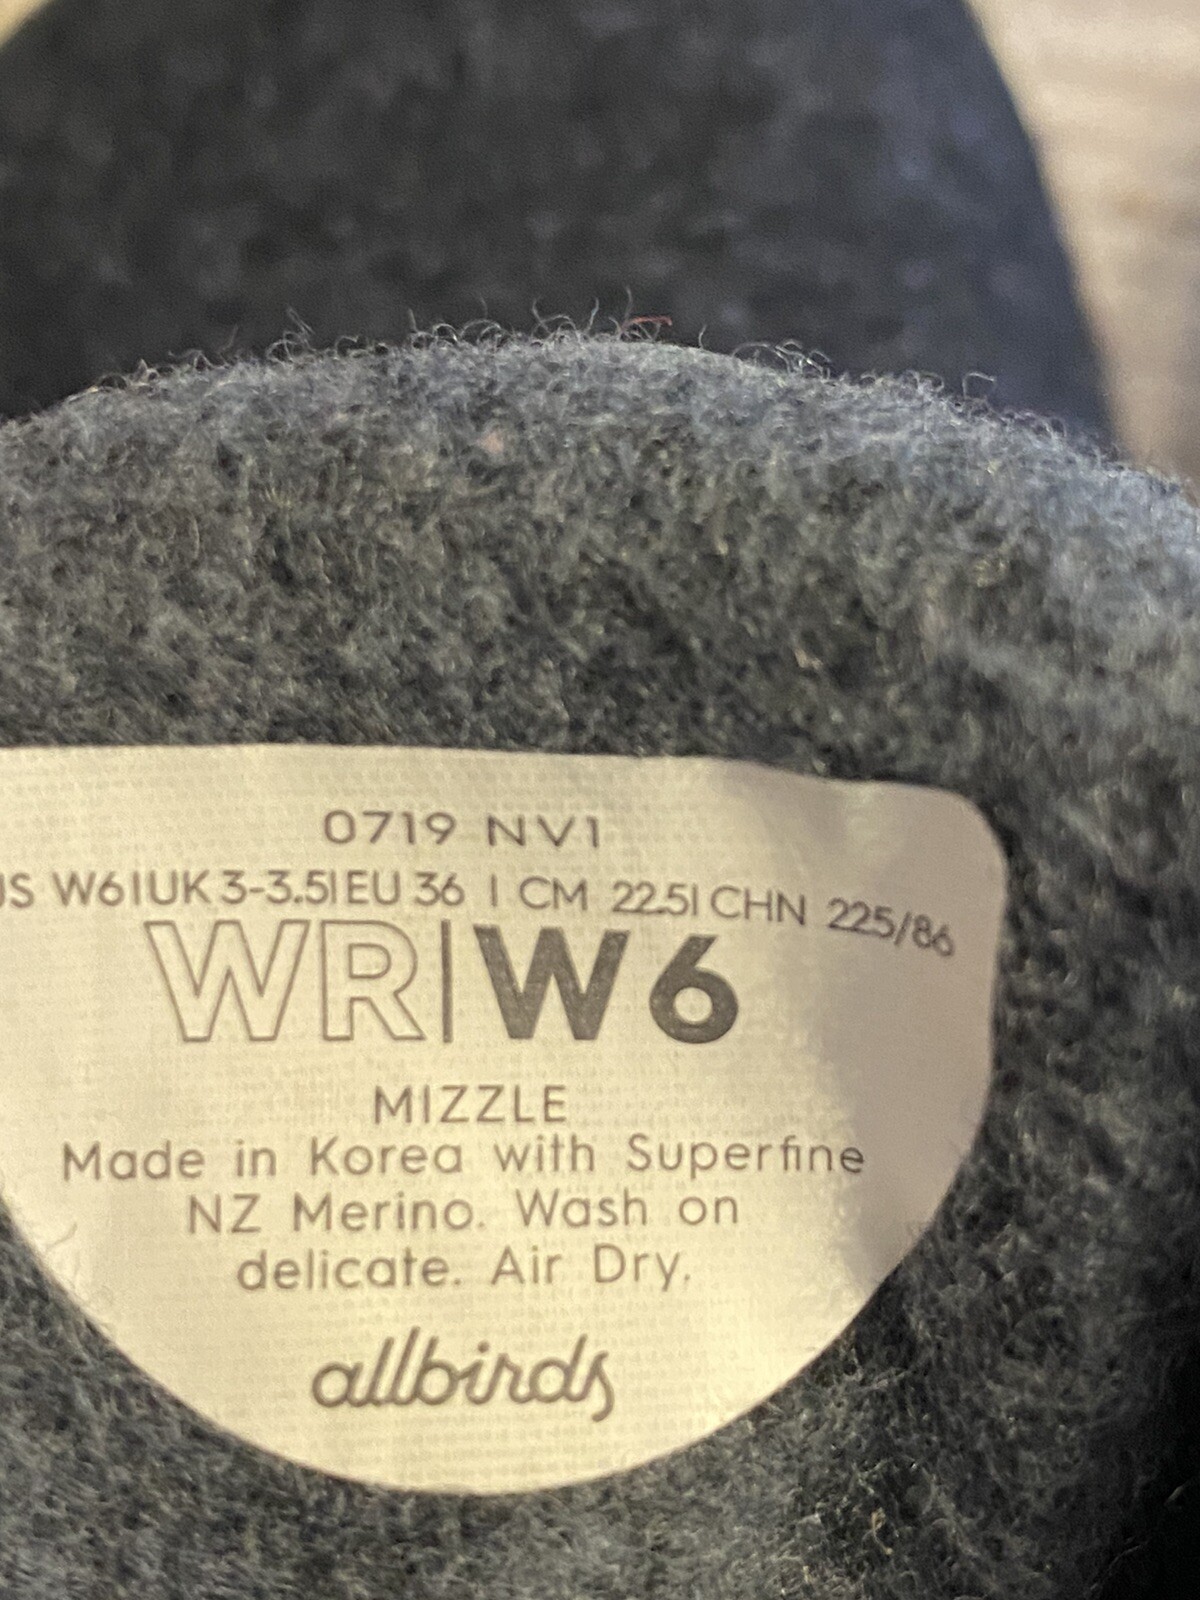 0719 NV1
US W6|UK 3-3.5|EU 36 | CM 22.5| CHN 225/86
WR|W6
MIZZLE
Made in Korea with Superfine
NZ Merino. Wash on
delicate. Air Dry.
allbirds